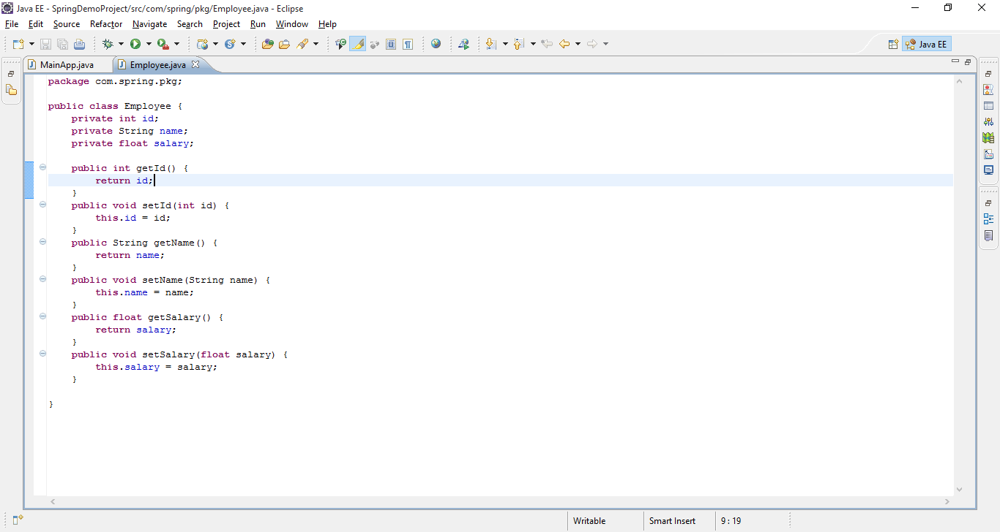 Java EE - SpringDemoProject/src/com/spring/pkg/Employee.java - Eclipse
File Edit Source Refactor Navigate Search Project Run Window Help
Java EE
MainApp.java Employee.java
package com.spring.pkg;
public class Employee {
private int id;
private String name;
private float salary;
public int getId() {
return id;
}
public void setId(int id) {
this.id = id;
}
public String getName() {
return name;
}
public void setName(String name) {
this.name = name;
}
public float getSalary() {
return salary;
}
public void setSalary(float salary) {
this.salary = salary;
}
}
Writable Smart Insert 9 : 19